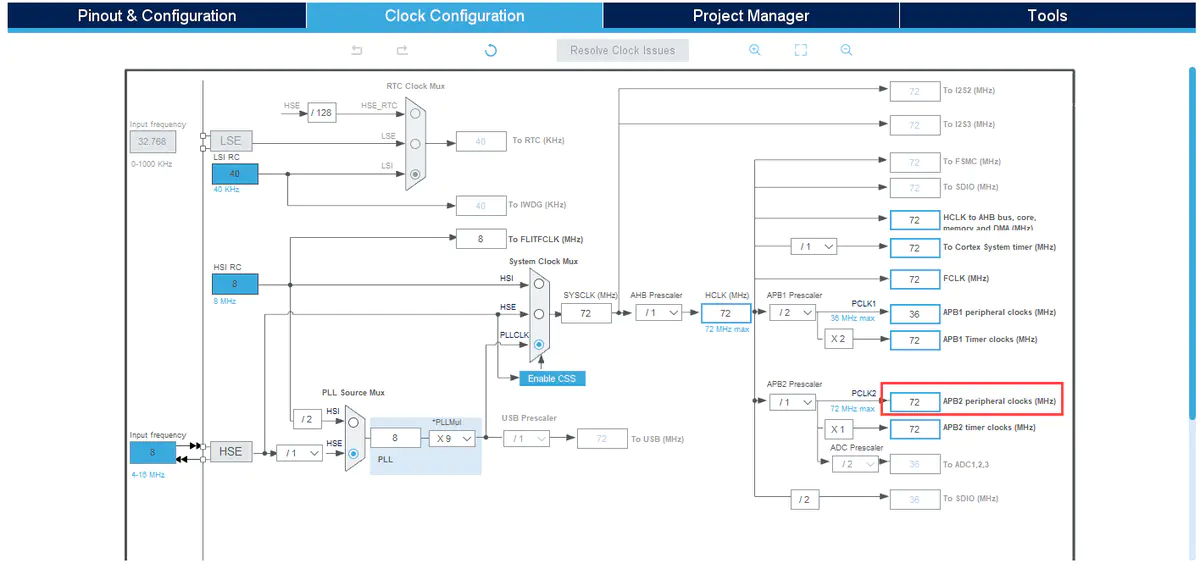 Pinout & Configuration
Clock Configuration
Project Manager
Tools
Resolve Clock Issues
RTC Clock Mux
HSE
/ 128
HSE_RTC
Input frequency
32.768
0-1000 KHz
LSE
LSE
40
To RTC (KHz)
LSI RC
40
40 KHz
LSI
40
To IWDG (KHz)
8
To FLITFCLK (MHz)
HSI RC
8
8 MHz
System Clock Mux
HSI
HSE
PLLCLK
Enable CSS
SYSCLK (MHz)
72
AHB Prescaler
/ 1
HCLK (MHz)
72
72 MHz max
72
To I2S2 (MHz)
72
To I2S3 (MHz)
72
To FSMC (MHz)
72
To SDIO (MHz)
72
HCLK to AHB bus, core,
memory and DMA (MHz)
/ 1
72
To Cortex System timer (MHz)
72
FCLK (MHz)
APB1 Prescaler
/ 2
PCLK1
36 MHz max
36
APB1 peripheral clocks (MHz)
X 2
72
APB1 Timer clocks (MHz)
APB2 Prescaler
/ 1
PCLK2
72 MHz max
72
APB2 peripheral clocks (MHz)
X 1
72
APB2 timer clocks (MHz)
ADC Prescaler
/ 2
36
To ADC1,2,3
/ 2
36
To SDIO (MHz)
PLL Source Mux
/ 2
HSI
Input frequency
8
4-16 MHz
HSE
/ 1
HSE
8
*PLLMul
X 9
PLL
USB Prescaler
/ 1
72
To USB (MHz)